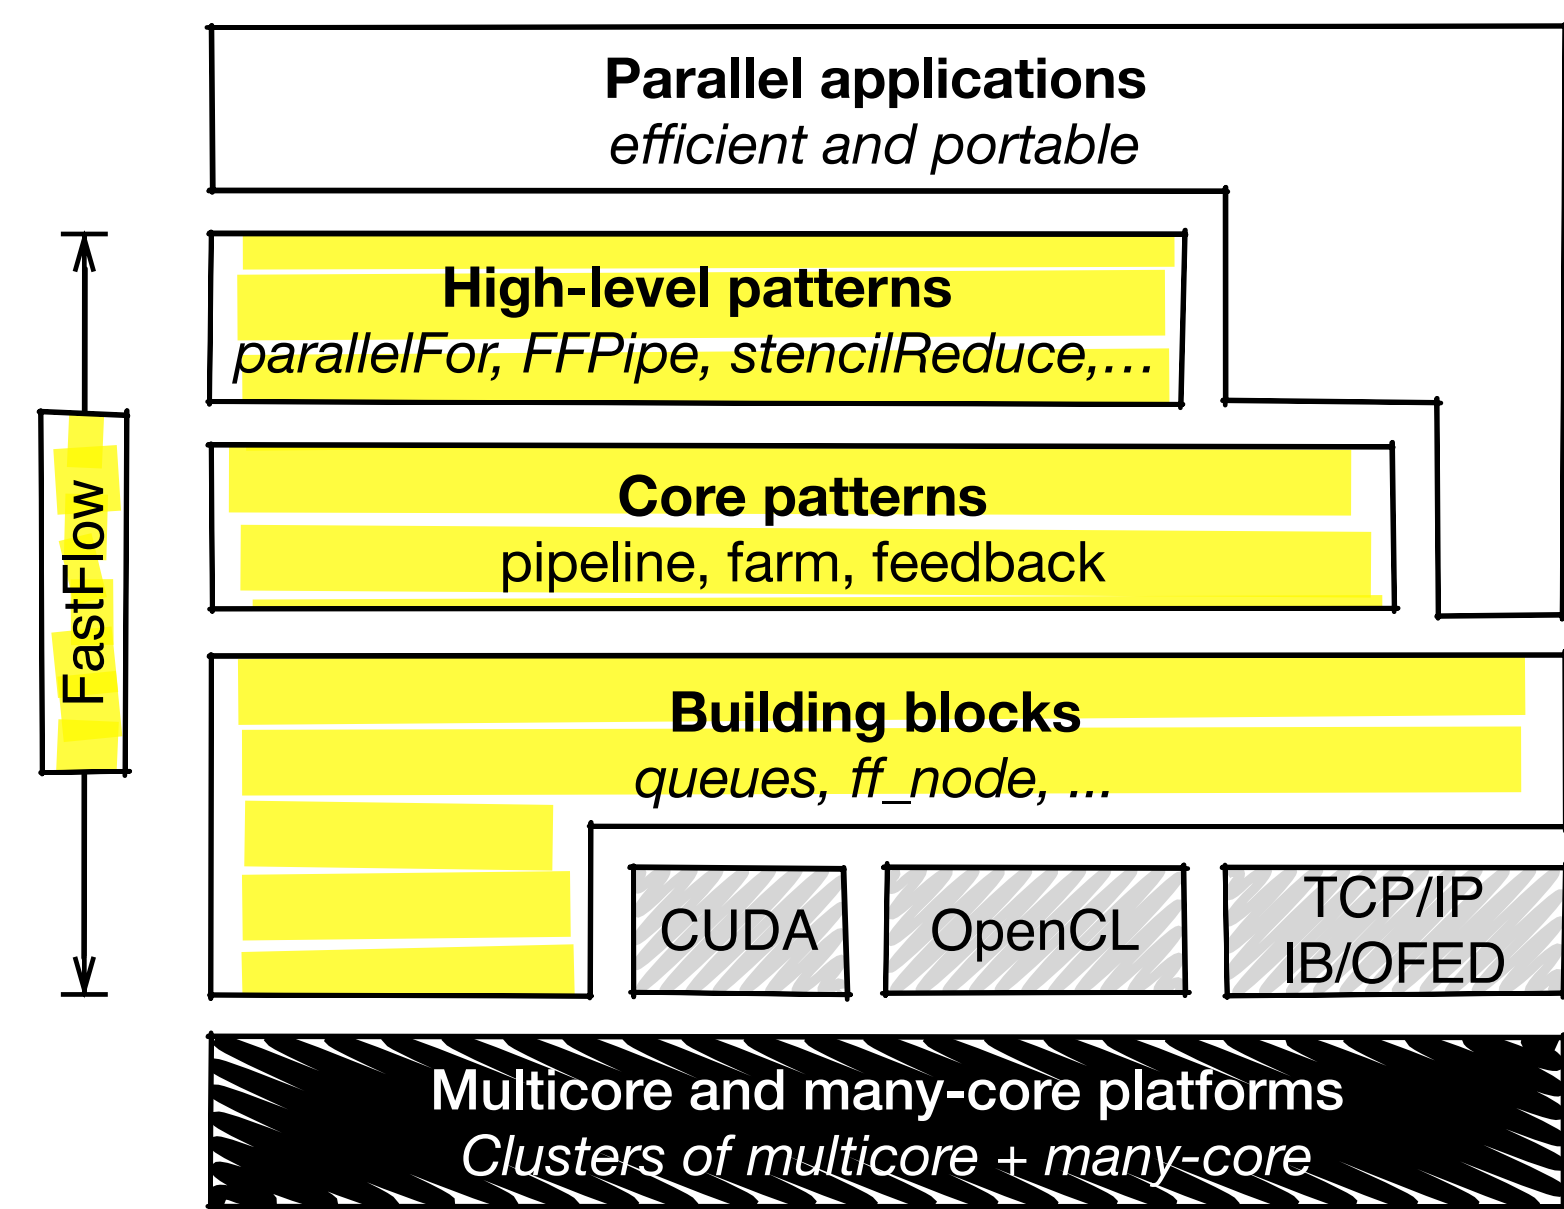 Parallel applications
efficient and portable
High-level patterns
parallelFor, FFPipe, stencilReduce,…
FastFlow
Core patterns
pipeline, farm, feedback
Building blocks
queues, ff_node, ...
CUDA
OpenCL
TCP/IP
IB/OFED
Multicore and many-core platforms
Clusters of multicore + many-core